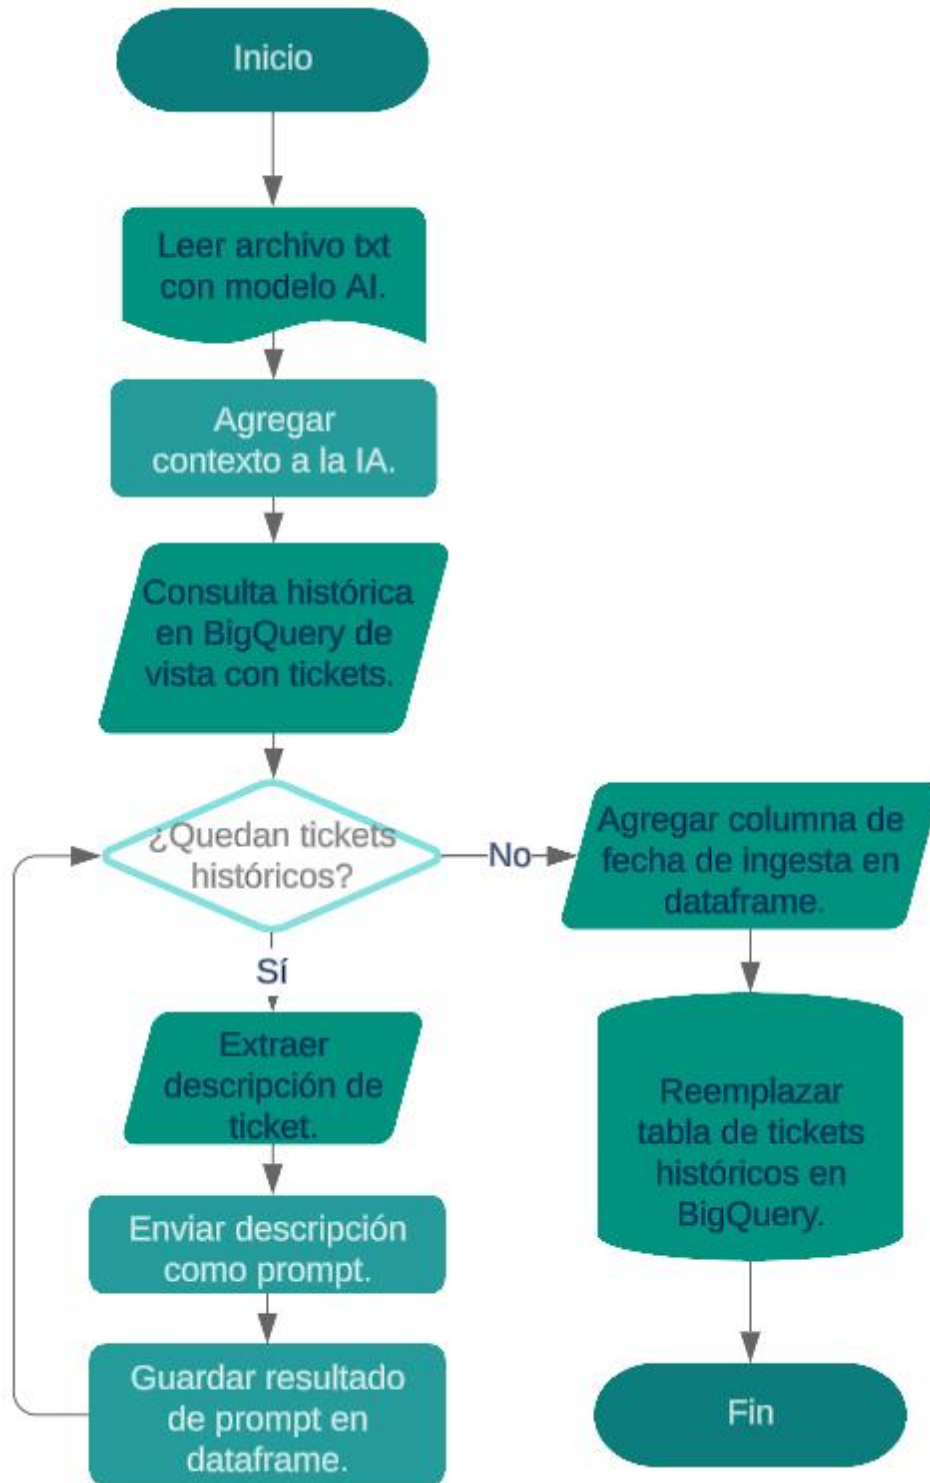 Inicio
Leer archivo txt
con modelo AI.
Agregar
contexto a la IA.
Consulta histórica
en BigQuery de
vista con tickets.
¿Quedan tickets
históricos?
No
Agregar columna de
fecha de ingesta en
dataframe.
Sí
Extraer
descripción de
ticket.
Enviar descripción
como prompt.
Guardar resultado
de prompt en
dataframe.
Reemplazar
tabla de tickets
históricos en
BigQuery.
Fin